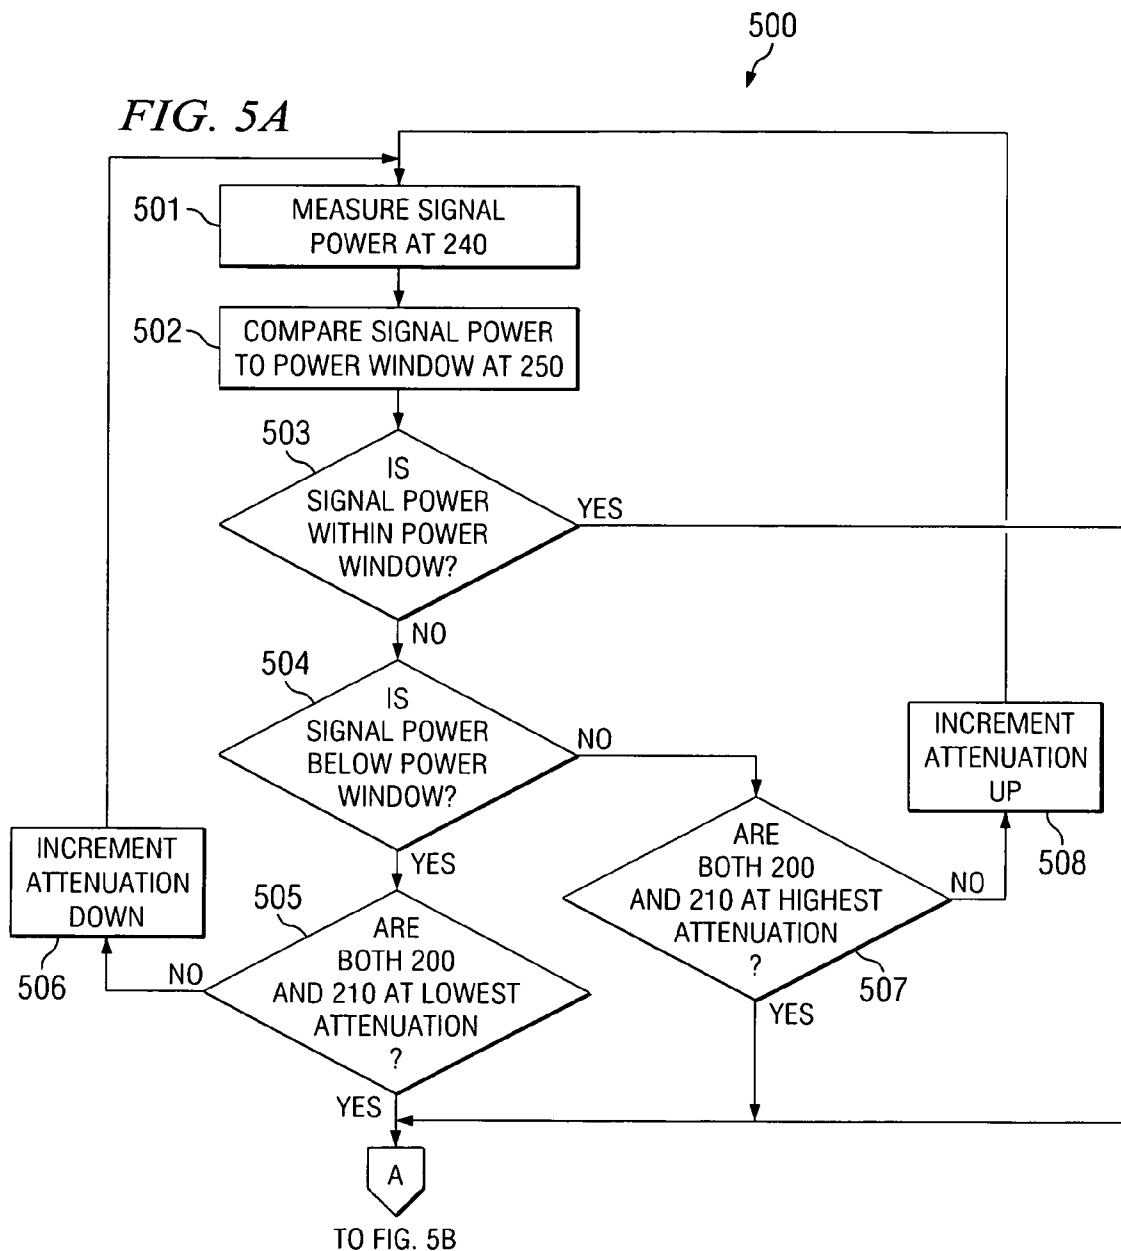 500
FIG. 5A
501
MEASURE SIGNAL
POWER AT 240
502
COMPARE SIGNAL POWER
TO POWER WINDOW AT 250
503
IS
SIGNAL POWER
WITHIN POWER
WINDOW?
YES
NO
504
IS
SIGNAL POWER
BELOW POWER
WINDOW?
NO
YES
INCREMENT
ATTENUATION
UP
508
ARE
BOTH 200
AND 210 AT HIGHEST
ATTENUATION
?
NO
507
YES
INCREMENT
ATTENUATION
DOWN
506
505
ARE
BOTH 200
AND 210 AT LOWEST
ATTENUATION
?
NO
YES
A
TO FIG. 5B